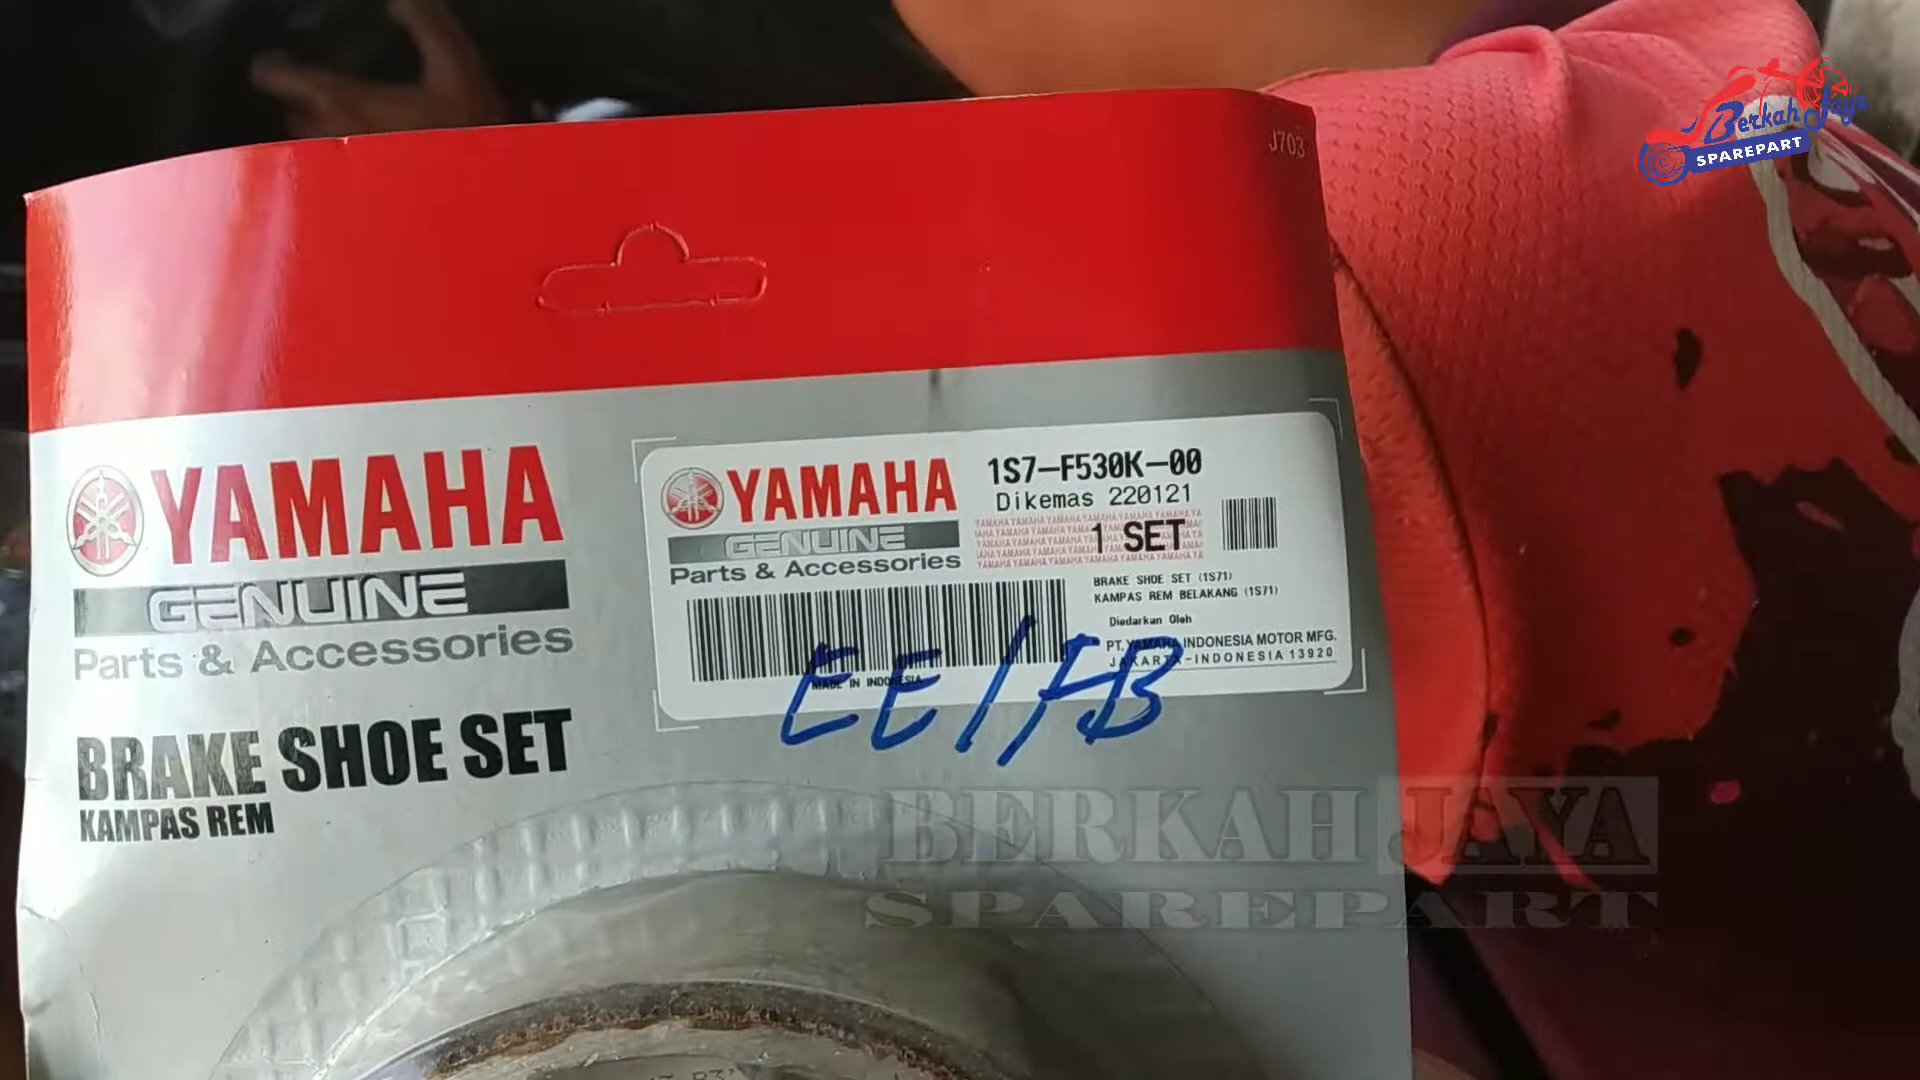 Berkah Jaya
SPAREPART
J703
YAMAHA
GENUINE
Parts & Accessories
BRAKE SHOE SET
KAMPAS REM
YAMAHA
GENUINE
Parts & Accessories
1S7-F530K-00
Dikemas 220121
1 SET
BRAKE SHOE SET (1S71)
KAMPAS REM BELAKANG (1S71)
Diedarkan Oleh
PT. YAMAHA INDONESIA MOTOR MFG.
JAKARTA-INDONESIA 13920
MADE IN INDONESIA
EE/FB
BERKAH JAYA
SPAREPART